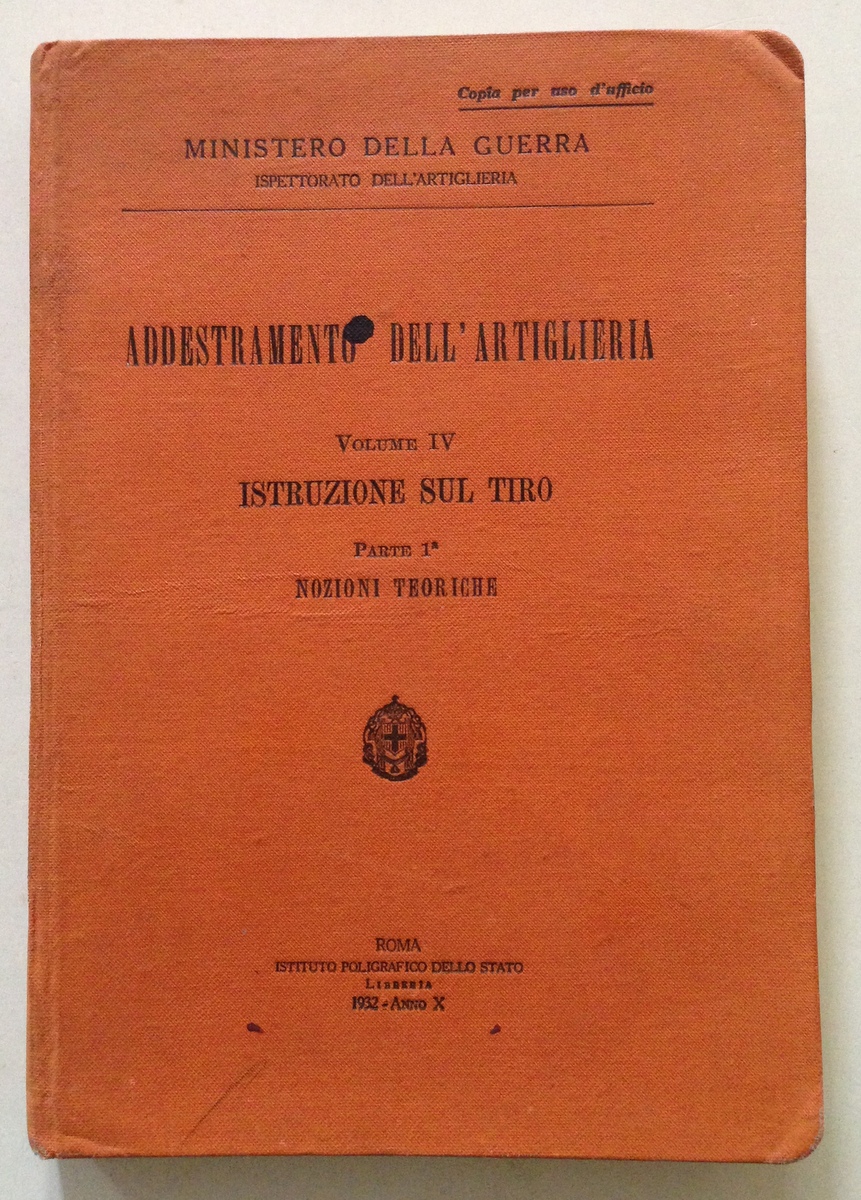 Copia per uso d'ufficio
MINISTERO DELLA GUERRA
ISPETTORATO DELL'ARTIGLIERIA
ADDESTRAMENTO DELL'ARTIGLIERIA
VOLUME IV
ISTRUZIONE SUL TIRO
PARTE 1ª
NOZIONI TEORICHE
ROMA
ISTITUTO POLIGRAFICO DELLO STATO
LIBRERIA
1932 - ANNO X